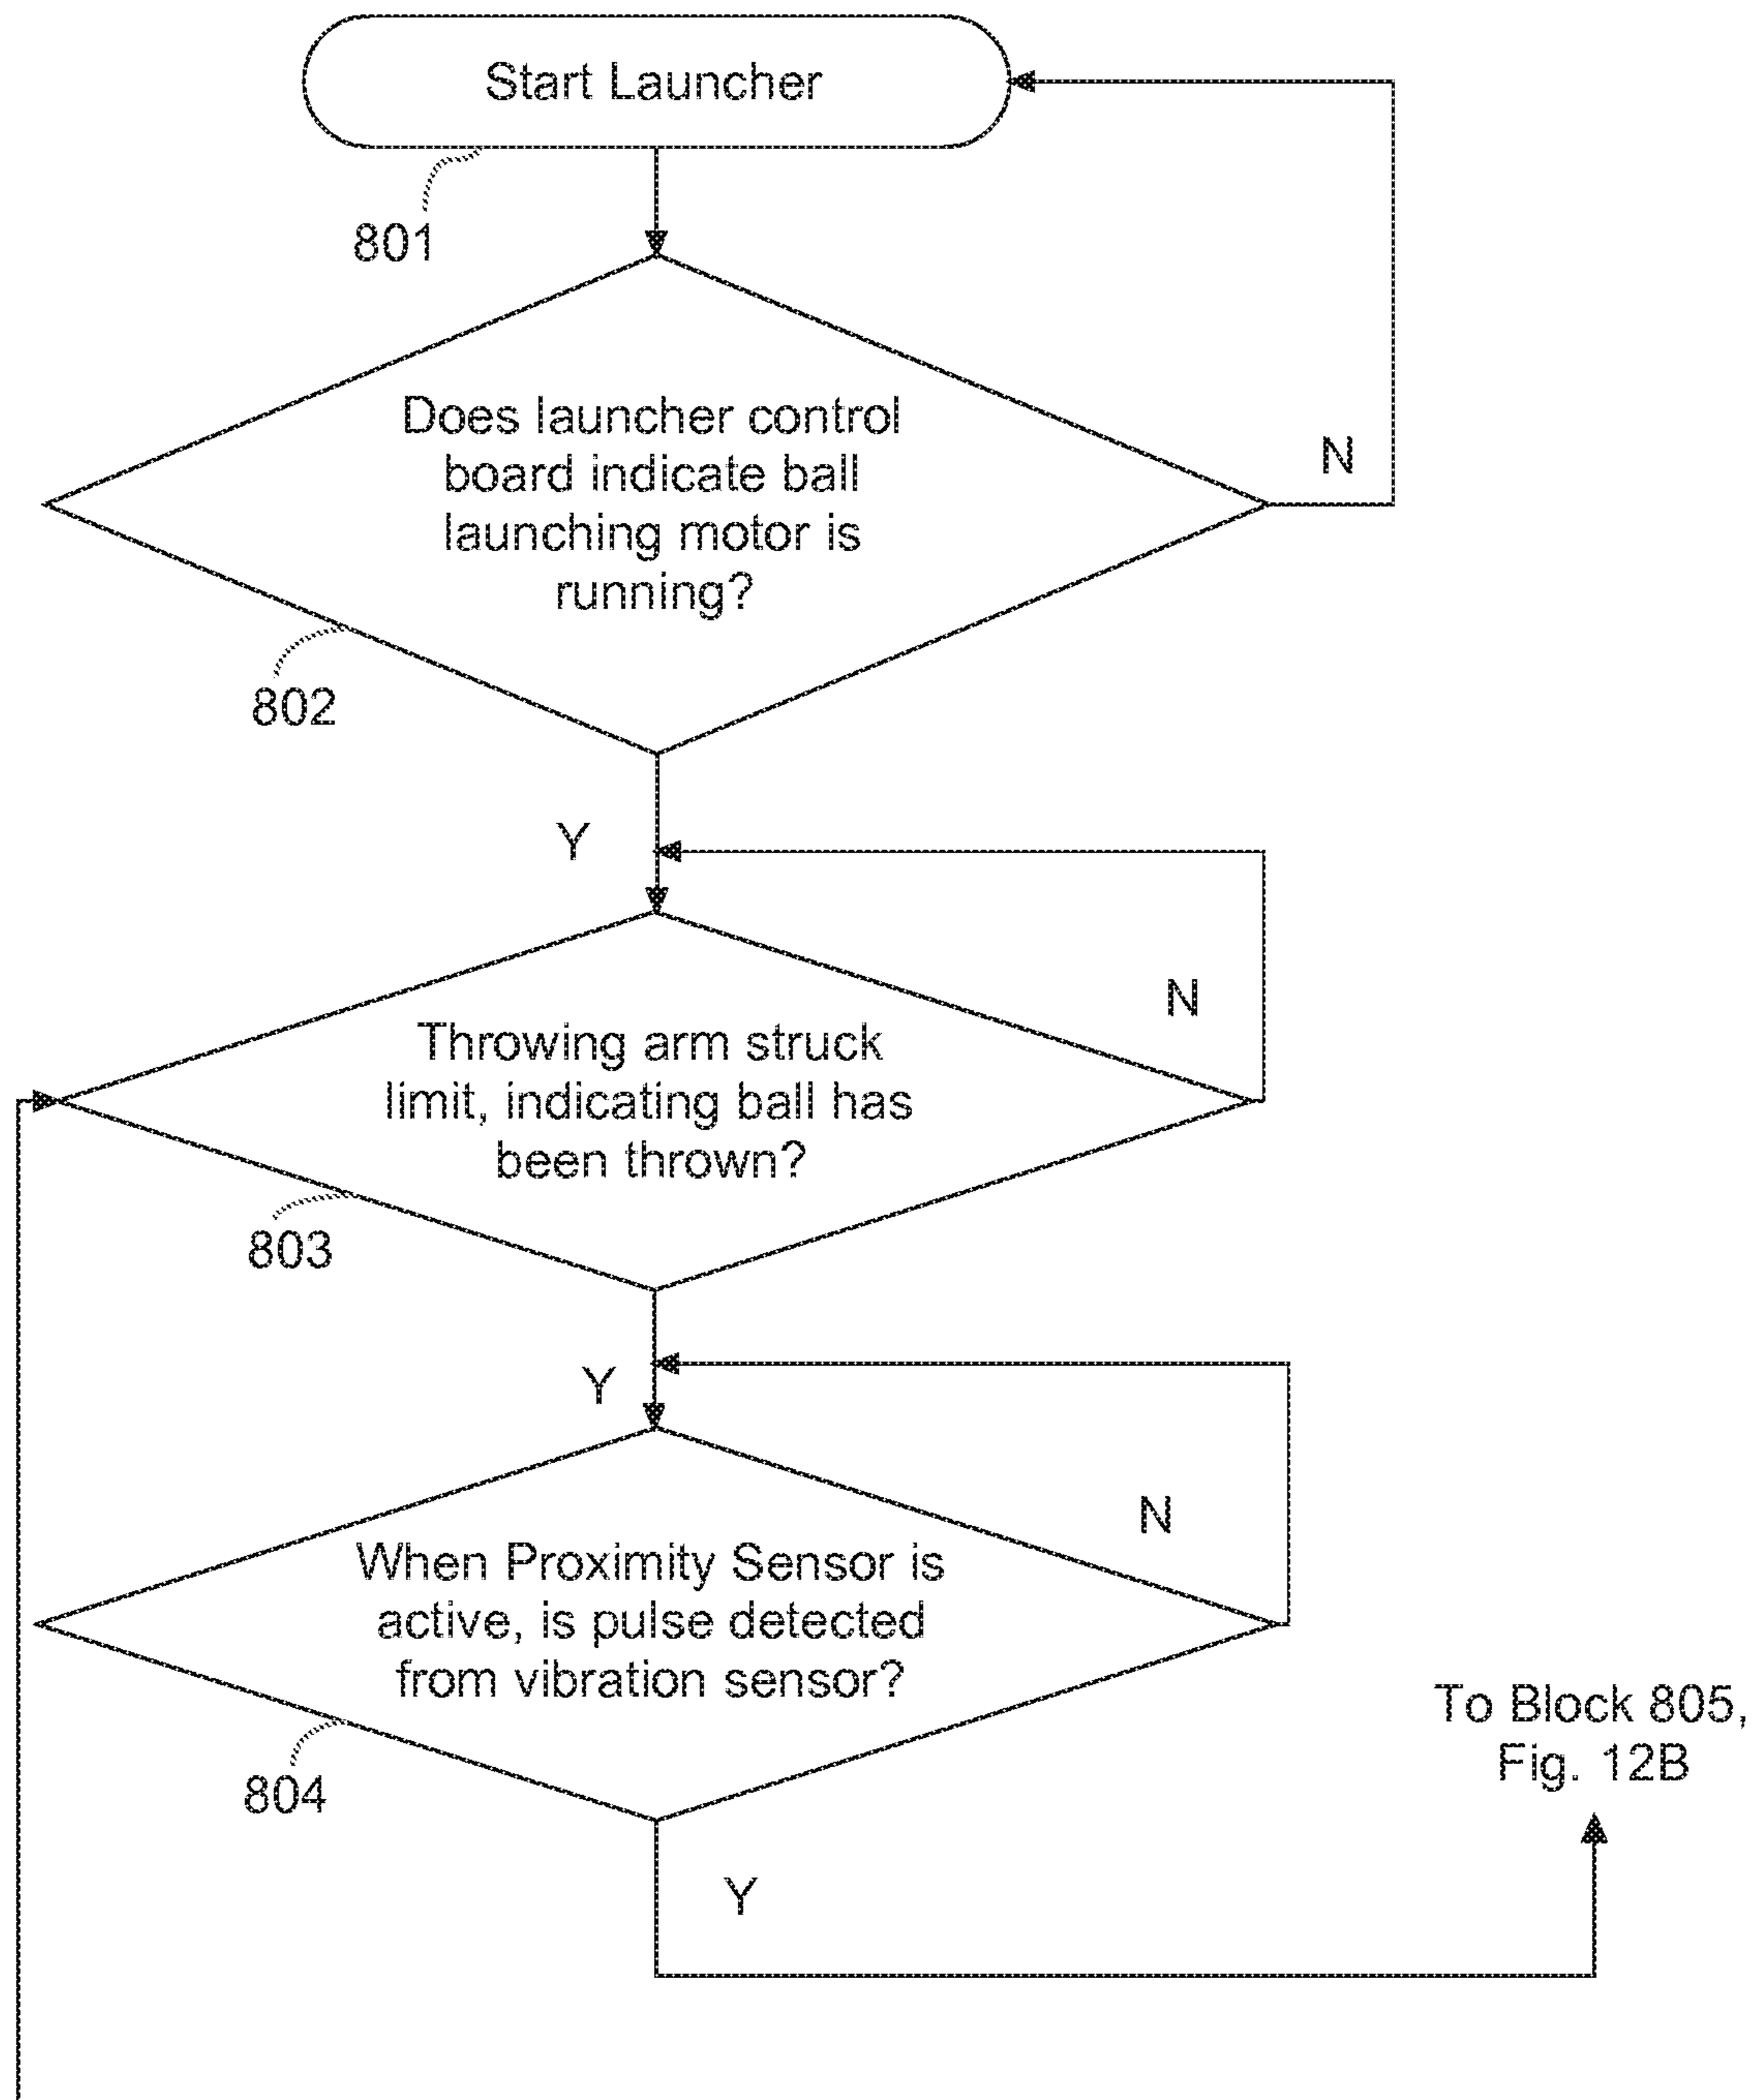 Start Launcher
801
Does launcher control
board indicate ball
launching motor is
running?
N
802
Y
N
Throwing arm struck
limit, indicating ball has
been thrown?
803
Y
N
When Proximity Sensor is
active, is pulse detected
from vibration sensor?
804
To Block 805,
Fig. 12B
Y